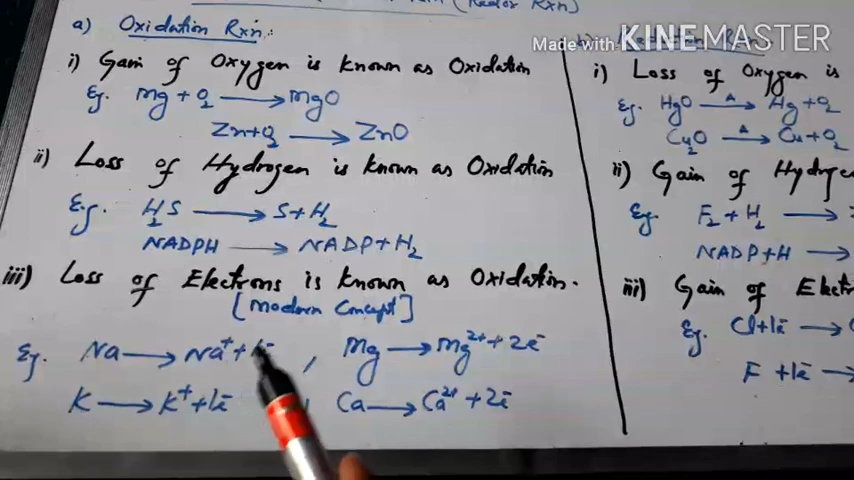 (Redox Rxn)
a) Oxidation Rxn:
i) Gain of Oxygen is known as Oxidation
Eg. Mg + O2 → MgO
Zn + O2 → ZnO
ii) Loss of Hydrogen is known as Oxidation
E.g. H2S → S + H2
NADPH → NADP + H2
iii) Loss of Electrons is known as Oxidation.
[Modern Concept]
Eg. Na → Na+ + 1e- , Mg → Mg2+ + 2e-
K → K+ + 1e- , Ca → Ca2+ + 2e-
Made with KINEMASTER
i) Loss of Oxygen is
Eg. HgO →Δ Hg + O2
Cu2O →Δ Cu + O2
ii) Gain of Hydroge
Eg. F2 + H2 →
NADP + H →
iii) Gain of Electr
Eg. Cl + 1e- →
F + 1e- →